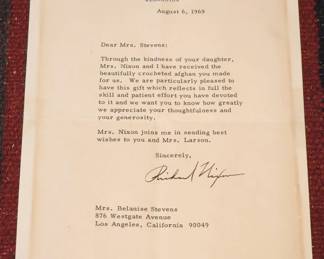 August 6, 1969
Dear Mrs. Stevens:
Through the kindness of your daughter,
Mrs. Nixon and I have received the
beautifully crocheted afghan you made
for us. We are particularly pleased to
have this gift which reflects in full the
skill and patient effort you have devoted
to it and we want you to know how greatly
we appreciate your thoughtfulness and
your generosity.
Mrs. Nixon joins me in sending best
wishes to you and Mrs. Larson.
Sincerely,
Richard Nixon
Mrs. Belanise Stevens
876 Westgate Avenue
Los Angeles, California 90049